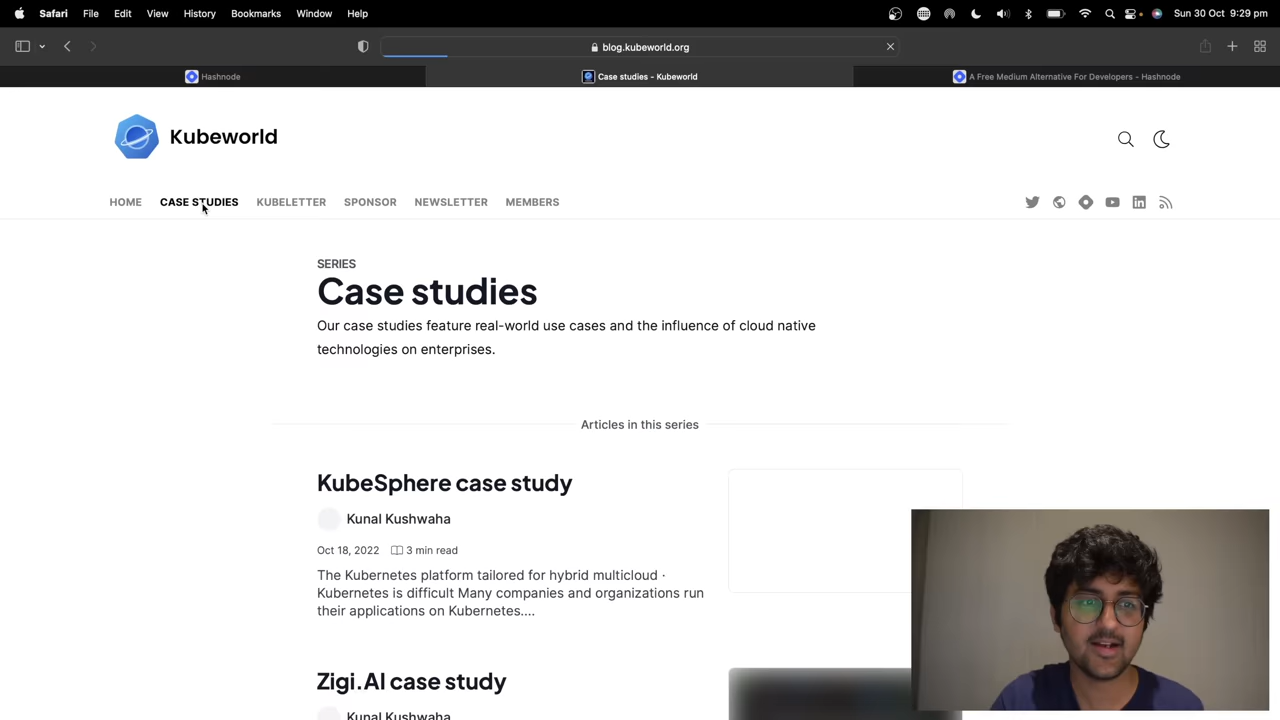 Safari File Edit View History Bookmarks Window Help Sun 30 Oct 9:29 pm
blog.kubeworld.org
Hashnode Case studies - Kubeworld A Free Medium Alternative For Developers - Hashnode
Kubeworld
HOME CASE STUDIES KUBELETTER SPONSOR NEWSLETTER MEMBERS
SERIES
Case studies
Our case studies feature real-world use cases and the influence of cloud native
technologies on enterprises.
Articles in this series
KubeSphere case study
Kunal Kushwaha
Oct 18, 2022 3 min read
The Kubernetes platform tailored for hybrid multicloud ·
Kubernetes is difficult Many companies and organizations run
their applications on Kubernetes....
Zigi.AI case study
Kunal Kushwaha